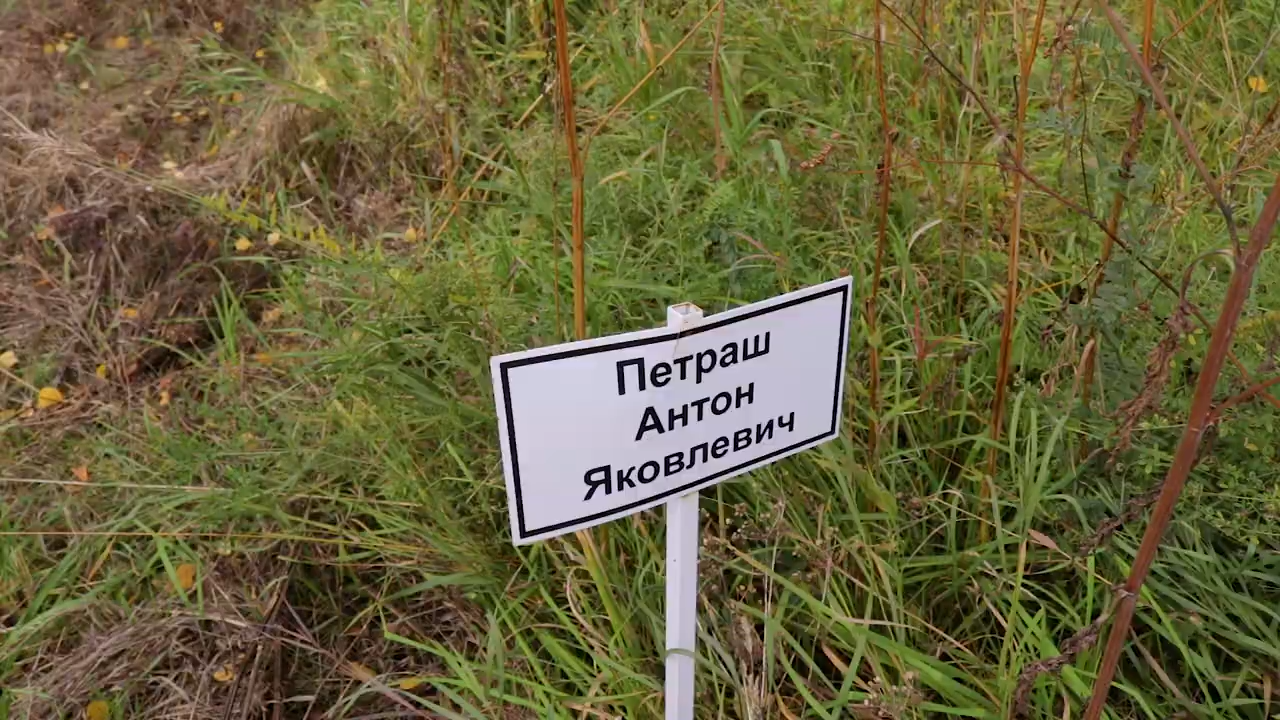 Петраш
Антон
Яковлевич